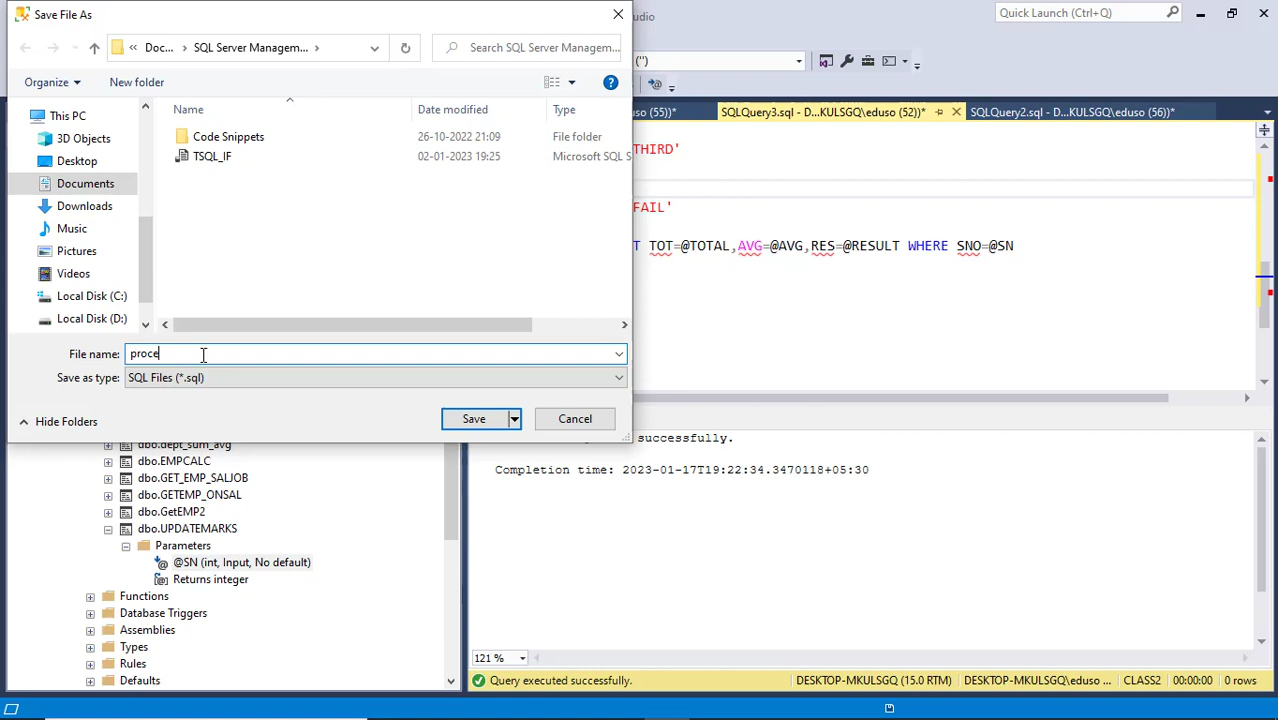 Save File As
udio
Quick Launch (Ctrl+Q)
Doc... SQL Server Managem...
Search SQL Server Managem...
(")
Organize New folder
Name Date modified Type
This PC
3D Objects
Desktop
Documents
Downloads
Music
Pictures
Videos
Local Disk (C:)
Local Disk (D:)
Code Snippets 26-10-2022 21:09 File folder
TSQL_IF 02-01-2023 19:25 Microsoft SQL S
File name: proce
Save as type: SQL Files (*.sql)
Hide Folders
Save
Cancel
so (55))*
SQLQuery3.sql - D...KULSGQ\eduso (52))*
SQLQuery2.sql - D...KULSGQ\eduso (56))*
THIRD'
FAIL'
T TOT=@TOTAL,AVG=@AVG,RES=@RESULT WHERE SNO=@SN
successfully.
Completion time: 2023-01-17T19:22:34.3470118+05:30
dbo.dept_sum_avg
dbo.EMPCALC
dbo.GET_EMP_SALJOB
dbo.GETEMP_ONSAL
dbo.GetEMP2
dbo.UPDATEMARKS
Parameters
@SN (int, Input, No default)
Returns integer
Functions
Database Triggers
Assemblies
Types
Rules
Defaults
121 %
Query executed successfully.
DESKTOP-MKULSGQ (15.0 RTM)
DESKTOP-MKULSGQ\eduso ...
CLASS2
00:00:00
0 rows